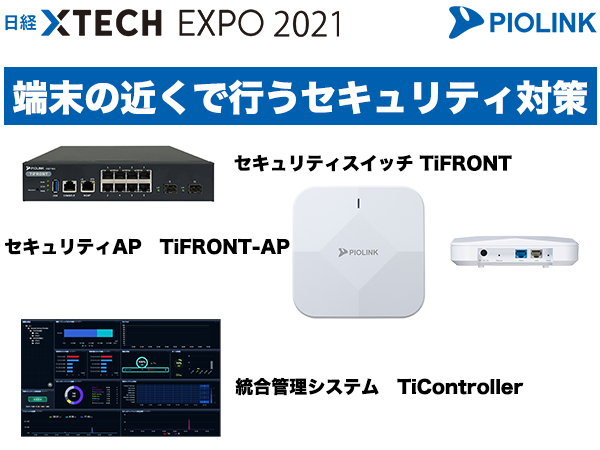 日経 XTECH EXPO 2021
PIOLINK
端末の近くで行うセキュリティ対策
セキュリティスイッチ TiFRONT
PIOLINK
TiFRONT
セキュリティAP TiFRONT-AP
PIOLINK
統合管理システム TiController